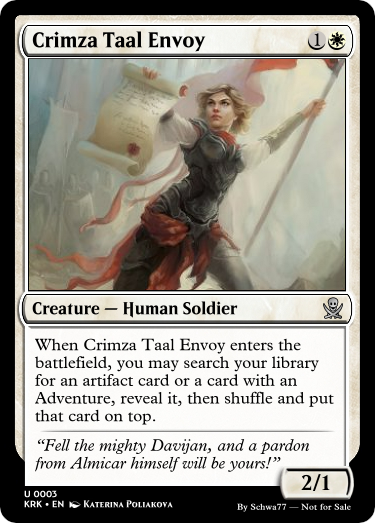 Crimza Taal Envoy 1
Creature — Human Soldier
When Crimza Taal Envoy enters the
battlefield, you may search your library
for an artifact card or a card with an
Adventure, reveal it, then shuffle and put
that card on top.
“Fell the mighty Davijan, and a pardon
from Almicar himself will be yours!”
2/1
U 0003
KRK • EN Katerina Poliakova
By Schwa77 — Not for Sale